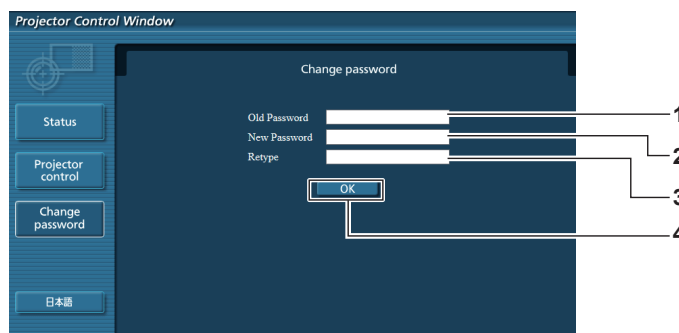 Projector Control Window
Change password
Status
Projector
control
Change
password
日本語
Old Password
New Password
Retype
OK
1
2
3
4